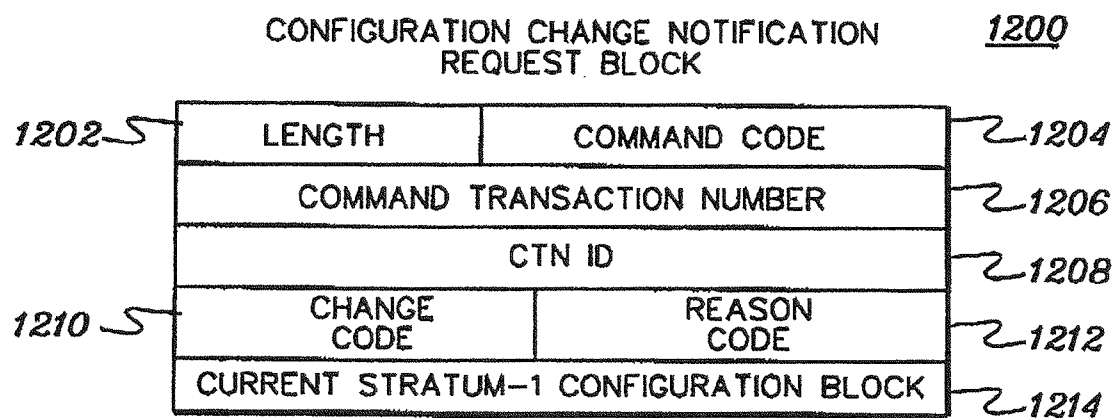 CONFIGURATION CHANGE NOTIFICATION
REQUEST BLOCK
1200
1202
LENGTH
COMMAND CODE
1204
COMMAND TRANSACTION NUMBER
1206
CTN ID
1208
1210
CHANGE
CODE
REASON
CODE
1212
CURRENT STRATUM-1 CONFIGURATION BLOCK
1214